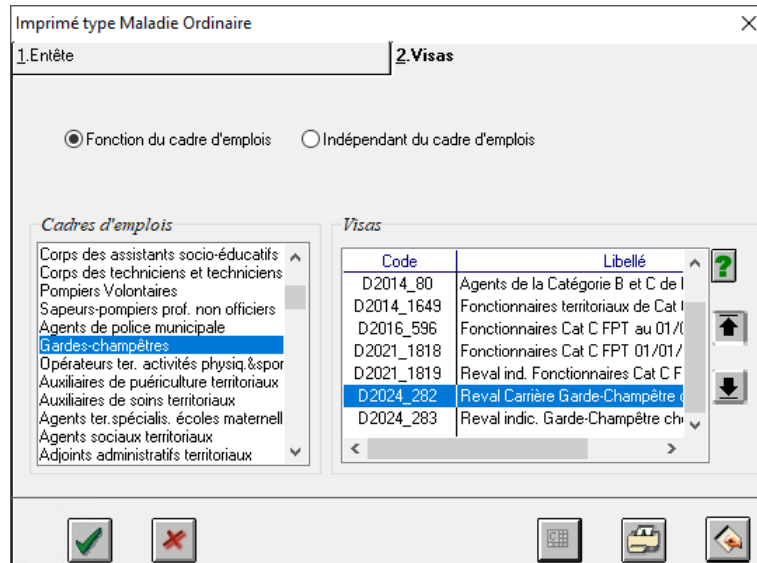 Imprimé type Maladie Ordinaire
1.Entête
2.Visas
Fonction du cadre d'emplois
Indépendant du cadre d'emplois
Cadres d'emplois
Corps des assistants socio-éducatifs
Corps des techniciens et techniciens
Pompiers Volontaires
Sapeurs-pompiers prof. non officiers
Agents de police municipale
Gardes-champêtres
Opérateurs ter. activités physiq.&spor
Auxiliaires de puériculture territoriaux
Auxiliaires de soins territoriaux
Agents ter.spécialis. écoles maternell
Agents sociaux territoriaux
Adjoints administratifs territoriaux
Visas
Code Libellé
D2014_80 Agents de la Catégorie B et C de
D2014_1649 Fonctionnaires territoriaux de Cat
D2016_596 Fonctionnaires Cat C FPT au 01/
D2021_1818 Fonctionnaires Cat C FPT 01/01/
D2021_1819 Reval ind. Fonctionnaires Cat C F
D2024_282 Reval Carrière Garde-Champêtre
D2024_283 Reval indic. Garde-Champêtre